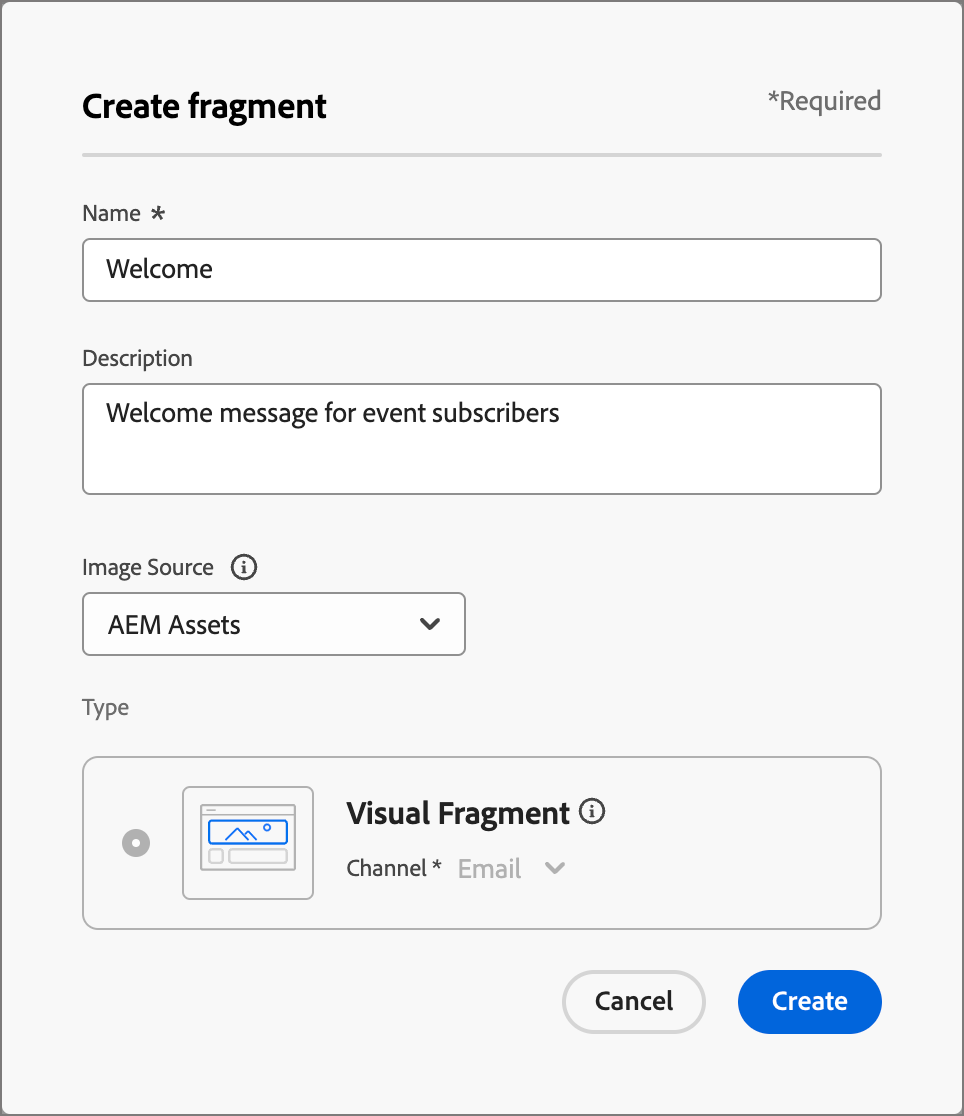 Create fragment
*Required
Name *
Welcome
Description
Welcome message for event subscribers
Image Source
AEM Assets
Type
Visual Fragment
Channel * Email
Cancel
Create